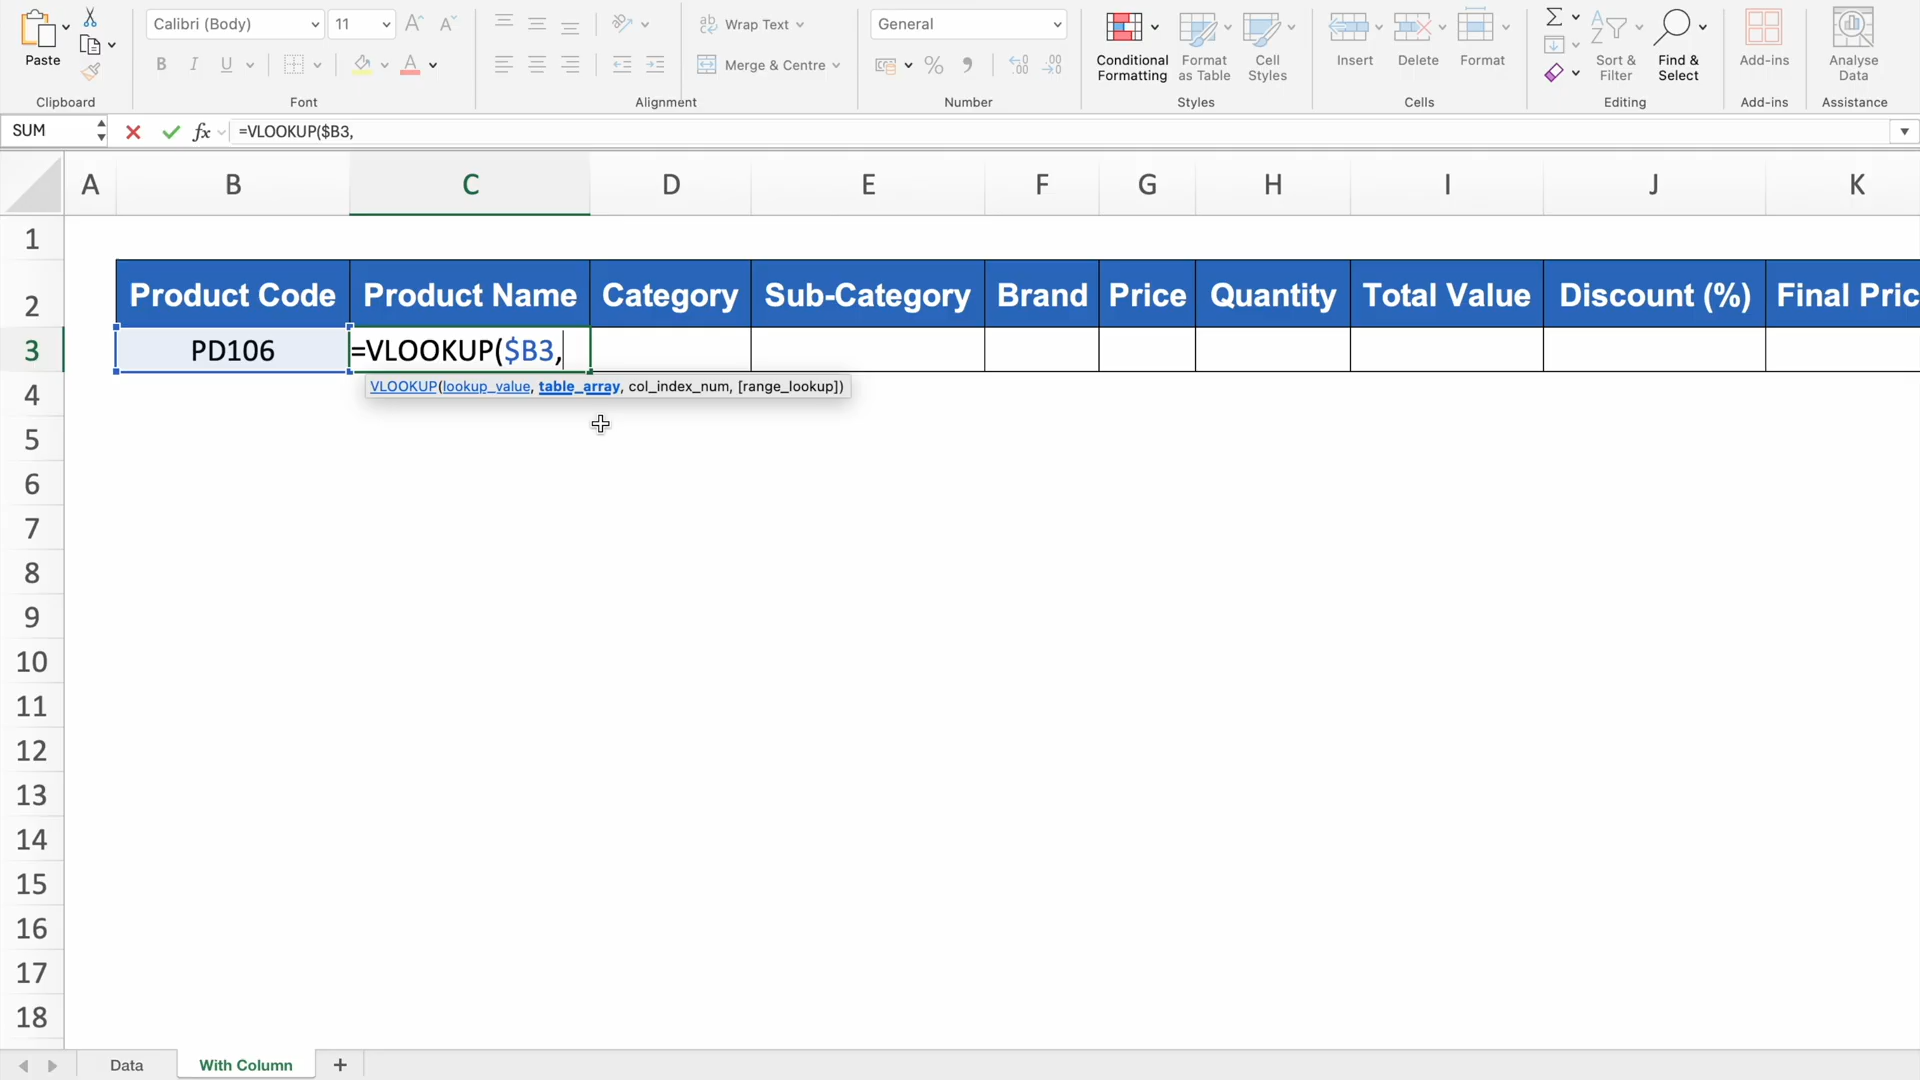 Calibri (Body)
11
A^
A˅
ab
Wrap Text
General
Paste
B
I
U
A
Merge & Centre
%
Conditional
Formatting
Format
as Table
Cell
Styles
Insert
Delete
Format
Σ
A
Z
Sort &
Filter
Find &
Select
Add-ins
Analyse
Data
Clipboard
Font
Alignment
Number
Styles
Cells
Editing
Add-ins
Assistance
SUM
fx
=VLOOKUP($B3,
A B C D E F G H I J K
1
2 Product Code Product Name Category Sub-Category Brand Price Quantity Total Value Discount (%) Final Pric
3 PD106 =VLOOKUP($B3,
VLOOKUP(lookup_value, table_array, col_index_num, [range_lookup])
4
5
6
7
8
9
10
11
12
13
14
15
16
17
18
Data
With Column
+